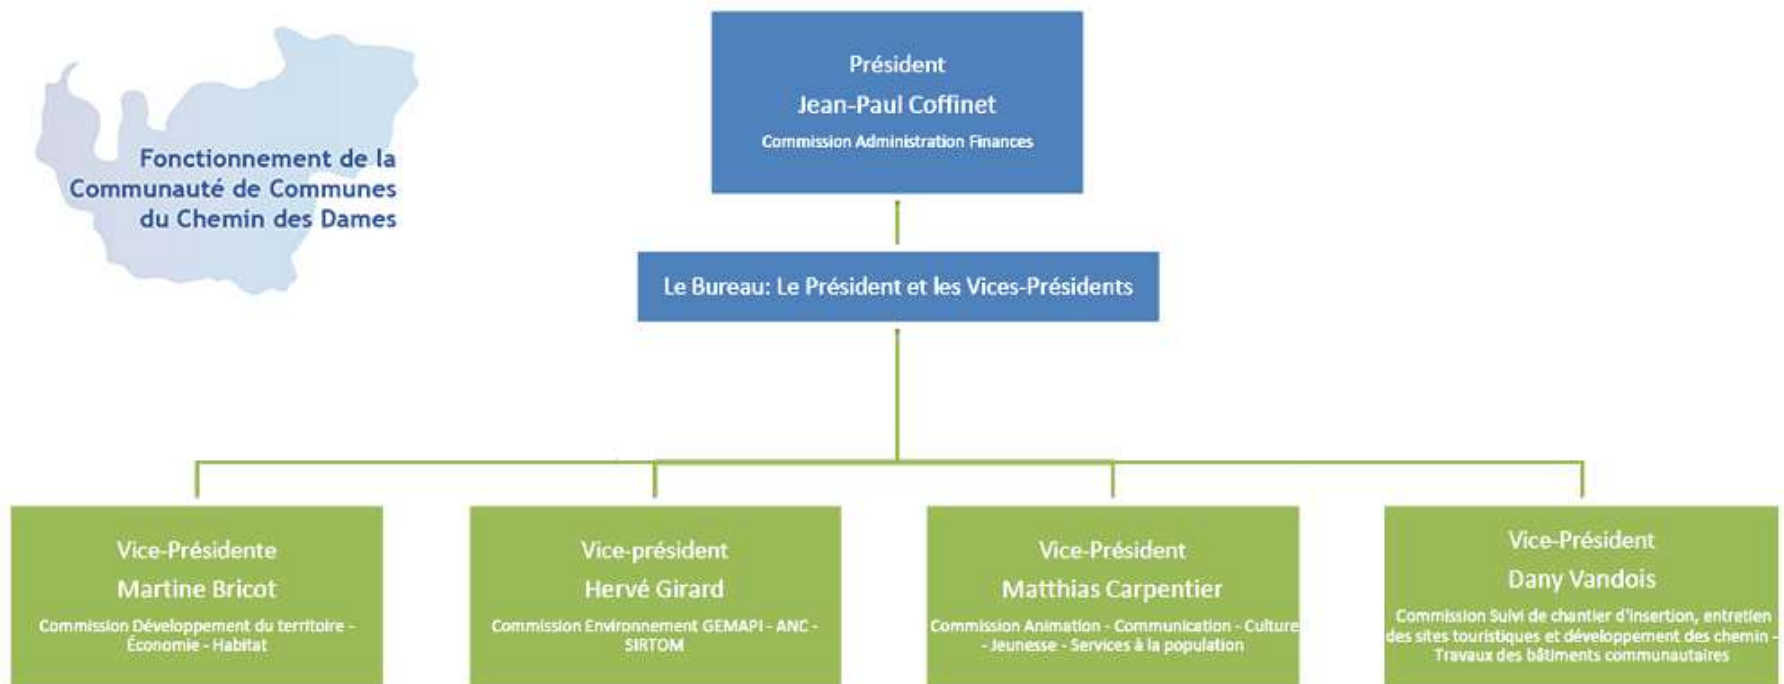 Fonctionnement de la
Communauté de Communes
du Chemin des Dames
Président
Jean-Paul Coffinet
Commission Administration Finances
Le Bureau: Le Président et les Vices-Présidents
Vice-Présidente
Martine Bricot
Commission Développement du territoire -
Économie - Habitat
Vice-président
Hervé Girard
Commission Environnement GEMAPI - ANC -
SIRTOM
Vice-Président
Matthias Carpentier
Commission Animation - Communication - Culture
- Jeunesse - Services à la population
Vice-Président
Dany Vandois
Commission Suivi de chantier d'insertion, entretien
des sites touristiques et développement des chemin -
Travaux des bâtiments communautaires